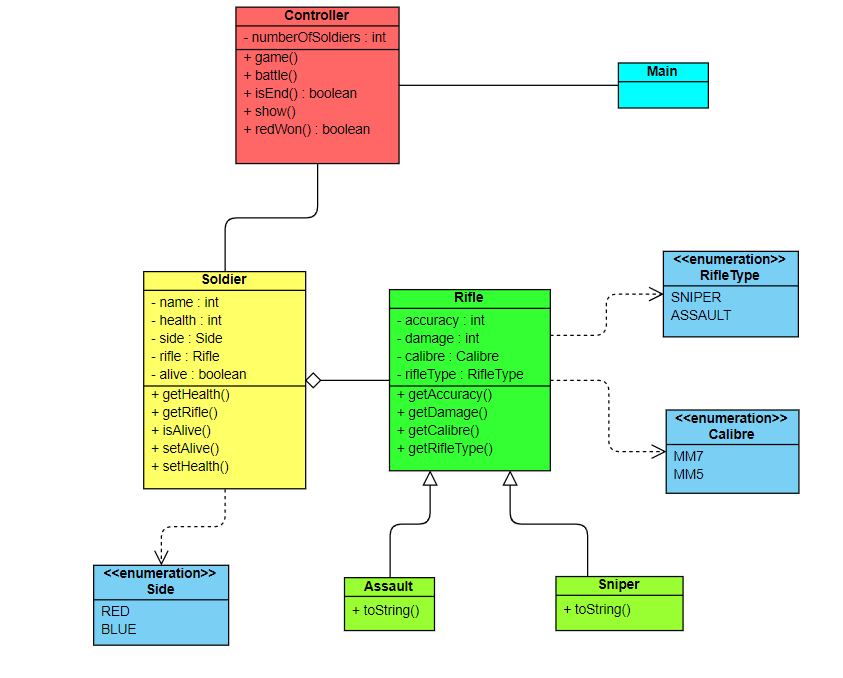 Controller
- numberOfSoldiers : int
+ game()
+ battle()
+ isEnd() : boolean
+ show()
+ redWon() : boolean
Main
Soldier
- name : int
- health : int
- side : Side
- rifle : Rifle
- alive : boolean
+ getHealth()
+ getRifle()
+ isAlive()
+ setAlive()
+ setHealth()
Rifle
- accuracy : int
- damage : int
- calibre : Calibre
- rifleType : RifleType
+ getAccuracy()
+ getDamage()
+ getCalibre()
+ getRifleType()
<<enumeration>>
RifleType
SNIPER
ASSAULT
<<enumeration>>
Calibre
MM7
MM5
<<enumeration>>
Side
RED
BLUE
Assault
+ toString()
Sniper
+ toString()